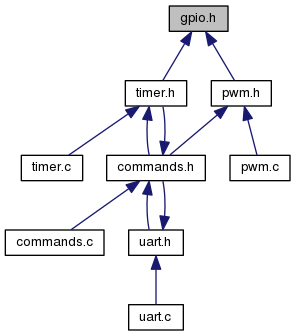 gpio.h
timer.h
pwm.h
timer.c
commands.h
pwm.c
commands.c
uart.h
uart.c